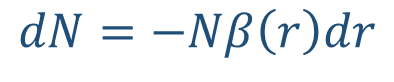 dN = −Nβ(r)dr